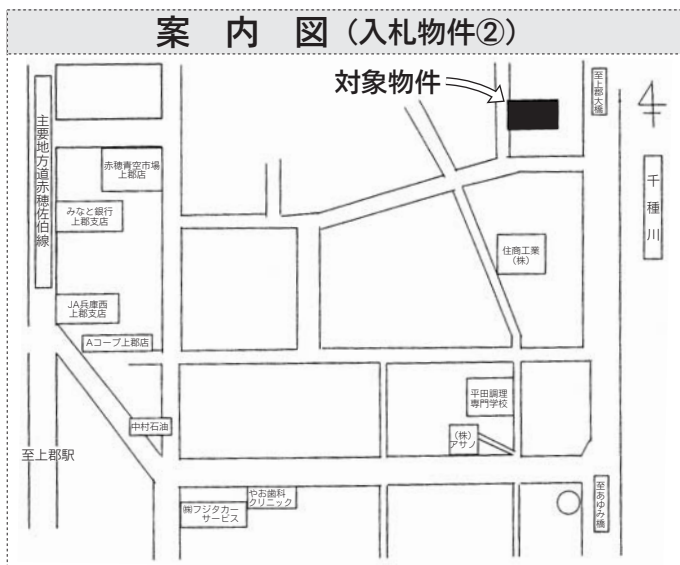 案内図（入札物件②）
対象物件
至上郡大橋
千種川
主要地方道赤穂佐伯線
赤穂青空市場
上郡店
みなと銀行
上郡支店
住商工業
（株）
JA兵庫西
上郡支店
Aコープ上郡店
平田調理
専門学校
中村石油
（株）
アサノ
至上郡駅
至あゆみ橋
やお歯科
クリニック
㈱フジタカー
サービス